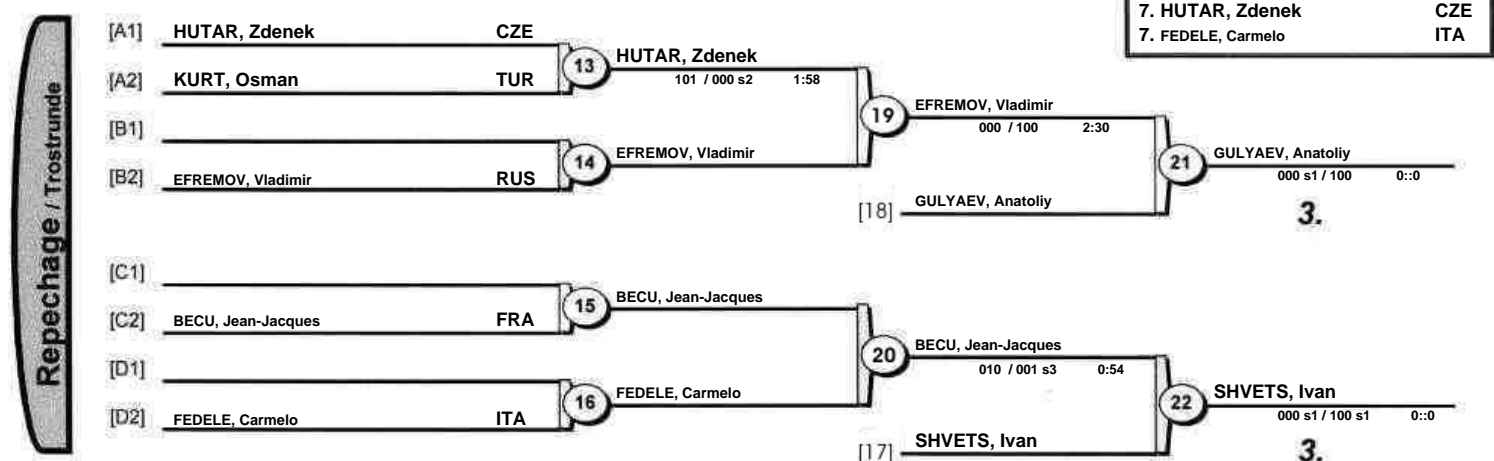 7. HUTAR, Zdenek CZE
7. FEDELE, Carmelo ITA
Repechage / Trostrunde
[A1] HUTAR, Zdenek CZE
[A2] KURT, Osman TUR
13
HUTAR, Zdenek
101 / 000 s2 1:58
[B1]
[B2] EFREMOV, Vladimir RUS
14
EFREMOV, Vladimir
19
EFREMOV, Vladimir
000 / 100 2:30
[18] GULYAEV, Anatoliy
21
GULYAEV, Anatoliy
000 s1 / 100 0::0
3.
[C1]
[C2] BECU, Jean-Jacques FRA
15
BECU, Jean-Jacques
[D1]
[D2] FEDELE, Carmelo ITA
16
FEDELE, Carmelo
20
BECU, Jean-Jacques
010 / 001 s3 0:54
[17] SHVETS, Ivan
22
SHVETS, Ivan
000 s1 / 100 s1 0::0
3.